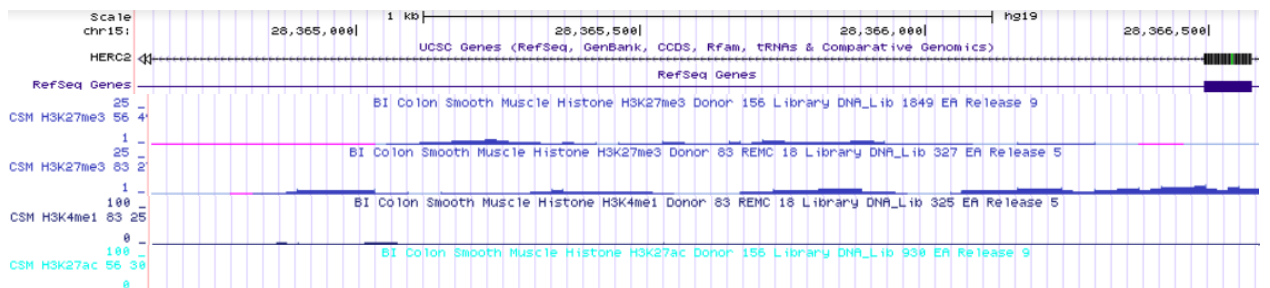 Scale 1 kb hg19
chr15: 28,365,000| 28,365,500| 28,366,000| 28,366,500|
UCSC Genes (RefSeq, GenBank, CCDS, Rfam, tRNAs & Comparative Genomics)
HERC2
RefSeq Genes
RefSeq Genes
25 _ BI Colon Smooth Muscle Histone H3K27me3 Donor 156 Library DNA_Lib 1849 EA Release 9
CSM H3K27me3 56 4
1 _
25 _ BI Colon Smooth Muscle Histone H3K27me3 Donor 83 REMC 18 Library DNA_Lib 327 EA Release 5
CSM H3K27me3 83 2
1 _
100 _ BI Colon Smooth Muscle Histone H3K4me1 Donor 83 REMC 18 Library DNA_Lib 325 EA Release 5
CSM H3K4me1 83 25
0 _
100 _ BI Colon Smooth Muscle Histone H3K27ac Donor 156 Library DNA_Lib 930 EA Release 9
CSM H3K27ac 56 30
0